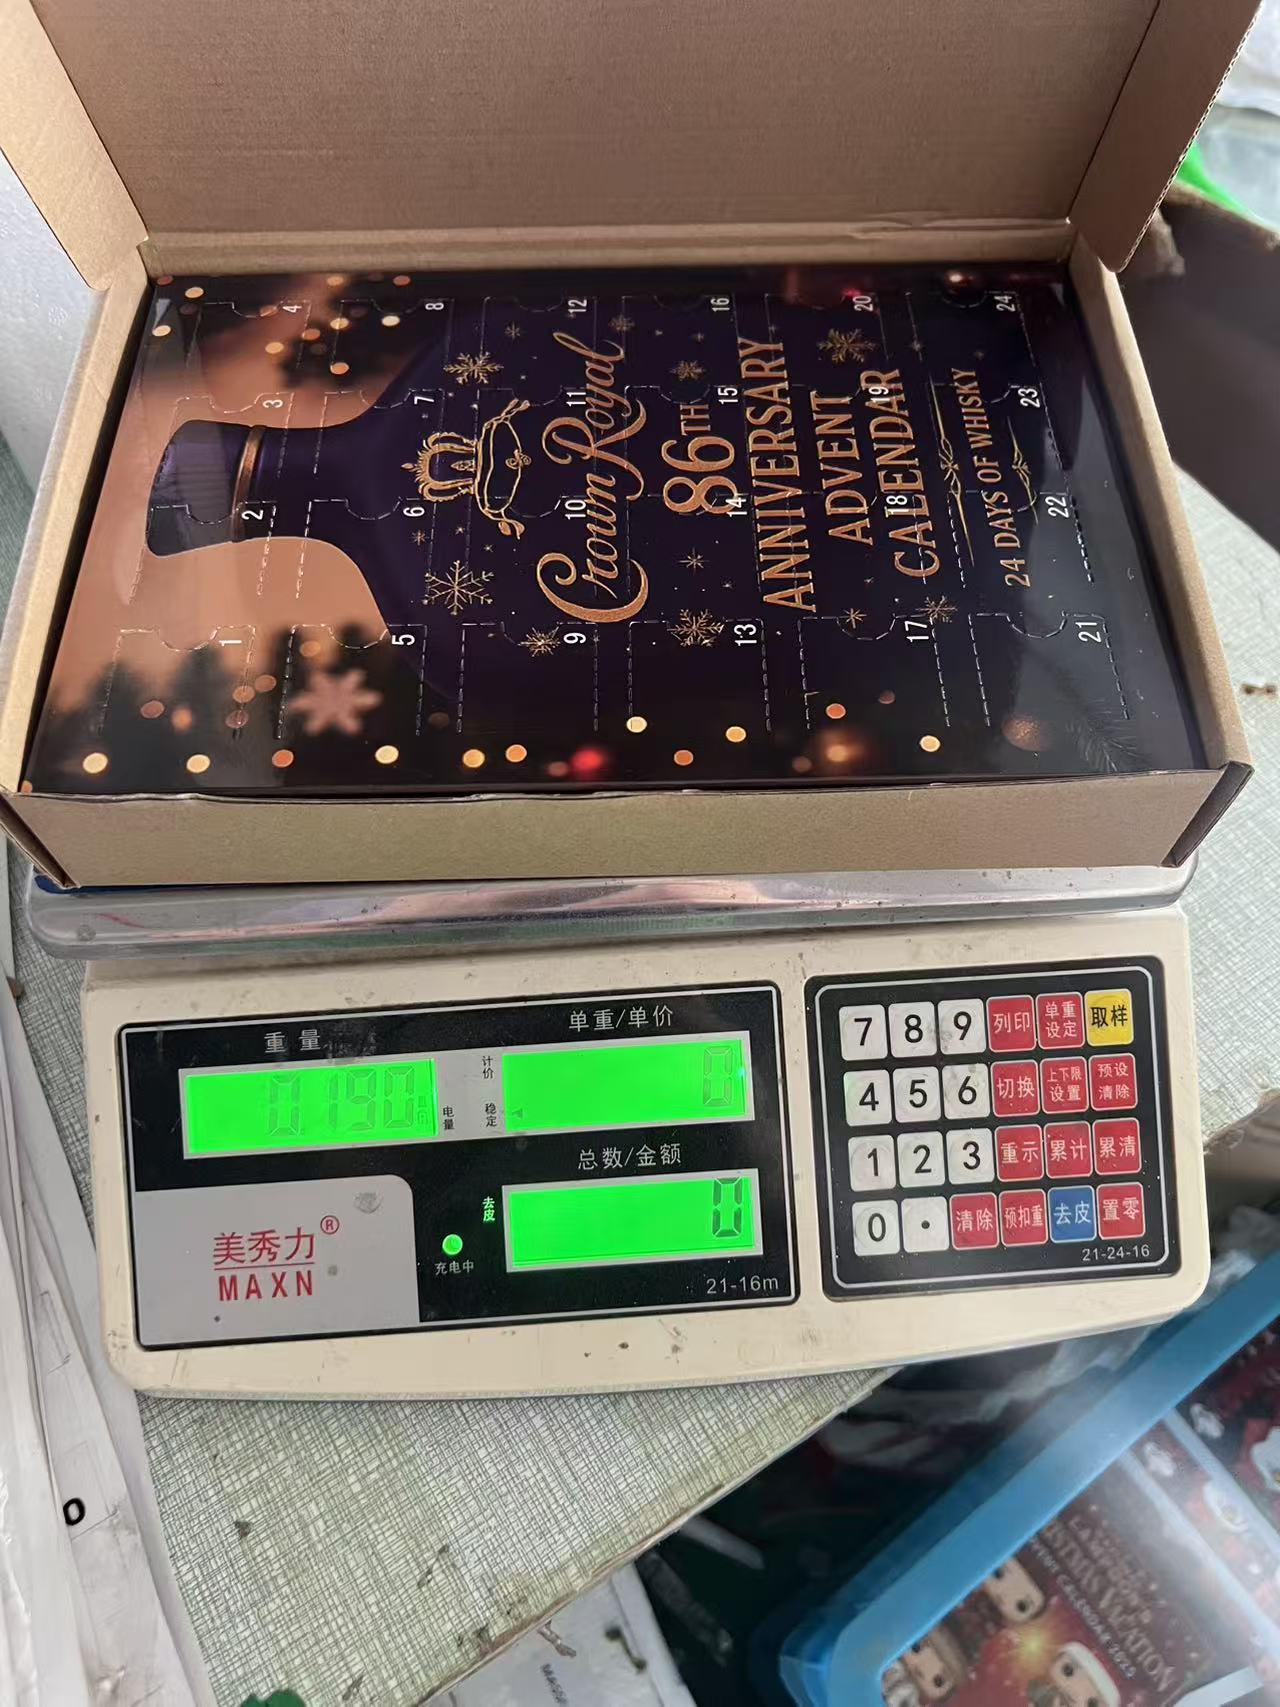 4
8
12
16
20
24
3
7
11
15
19
23
2
6
10
14
18
22
1
5
9
13
17
21
Crown Royal
86TH
ANNIVERSARY
ADVENT
CALENDAR
24 DAYS OF WHISKY
重量
单重/单价
0.190
计价
0
电量
稳定
总数/金额
去皮
0
美秀力®
MAXN
充电中
21-16m
7 8 9 列印 单重设定 取样
4 5 6 切换 上下限设置 预设清除
1 2 3 重示 累计 累清
0 . 清除 预扣重 去皮 置零
21-24-16
VACATION